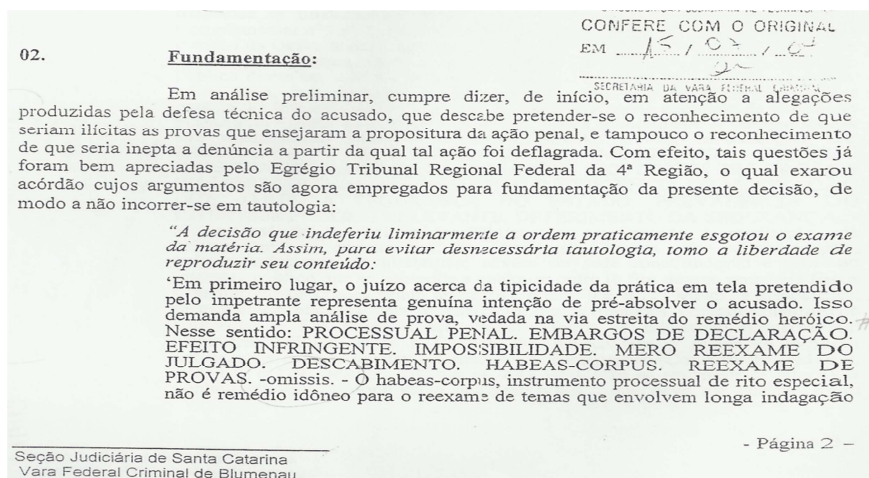 CONFERE COM O ORIGINAL
EM 15 / 07 /
SECRETARIA DA VARA FEDERAL CRIMINAL
02. Fundamentação:
Em análise preliminar, cumpre dizer, de início, em atenção a alegações
produzidas pela defesa técnica do acusado, que descabe pretender-se o reconhecimento de que
seriam ilícitas as provas que ensejaram a propositura da ação penal, e tampouco o reconhecimento
de que seria inepta a denúncia a partir da qual tal ação foi deflagrada. Com efeito, tais questões já
foram bem apreciadas pelo Egrégio Tribunal Regional Federal da 4ª Região, o qual exarou
acórdão cujos argumentos são agora empregados para fundamentação da presente decisão, de
modo a não incorrer-se em tautologia:
"A decisão que indeferiu liminarmente a ordem praticamente esgotou o exame
da matéria. Assim, para evitar desnecessária tautologia, tomo a liberdade de
reproduzir seu conteúdo:
'Em primeiro lugar, o juízo acerca da tipicidade da prática em tela pretendido
pelo impetrante representa genuína intenção de pré-absolver o acusado. Isso
demanda ampla análise de prova, vedada na via estreita do remédio heróico.
Nesse sentido: PROCESSUAL PENAL. EMBARGOS DE DECLARAÇÃO.
EFEITO INFRINGENTE. IMPOSSIBILIDADE. MERO REEXAME DO
JULGADO. DESCABIMENTO. HABEAS-CORPUS. REEXAME DE
PROVAS. -omissis. - O habeas-corpus, instrumento processual de rito especial,
não é remédio idôneo para o reexame de temas que envolvem longa indagação
- Página 2 –
Seção Judiciária de Santa Catarina
Vara Federal Criminal de Blumenau